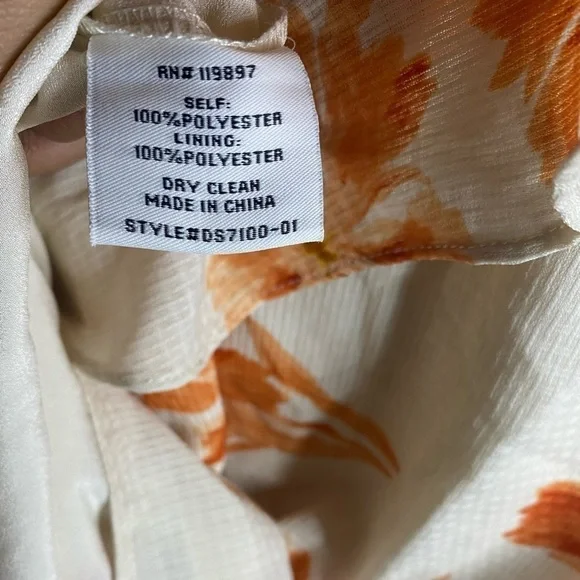 RN# 119897
SELF:
100%POLYESTER
LINING:
100%POLYESTER
DRY CLEAN
MADE IN CHINA
STYLE#DS7100-01